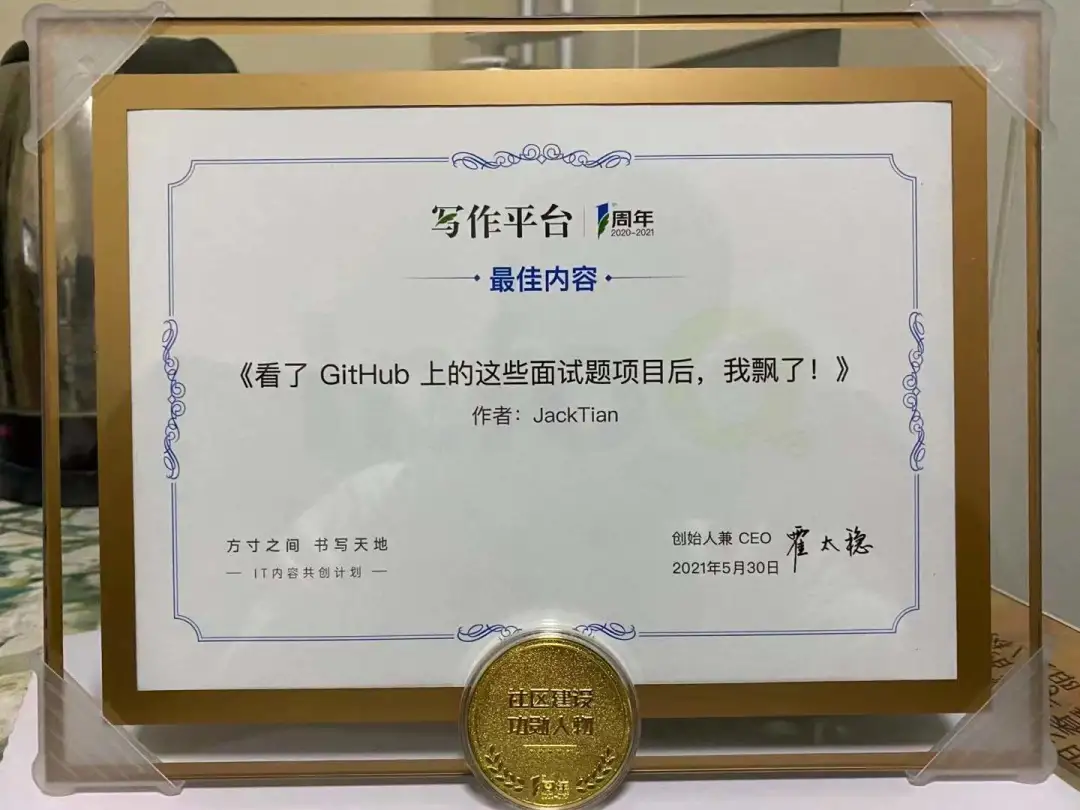 写作平台 1周年
2020-2021
最佳内容
《看了 GitHub 上的这些面试题项目后，我飘了！》
作者：JackTian
方寸之间 书写天地
— IT内容共创计划 —
创始人兼 CEO 霍太稳
2021年5月30日
社区建设
功勋人物
1周年